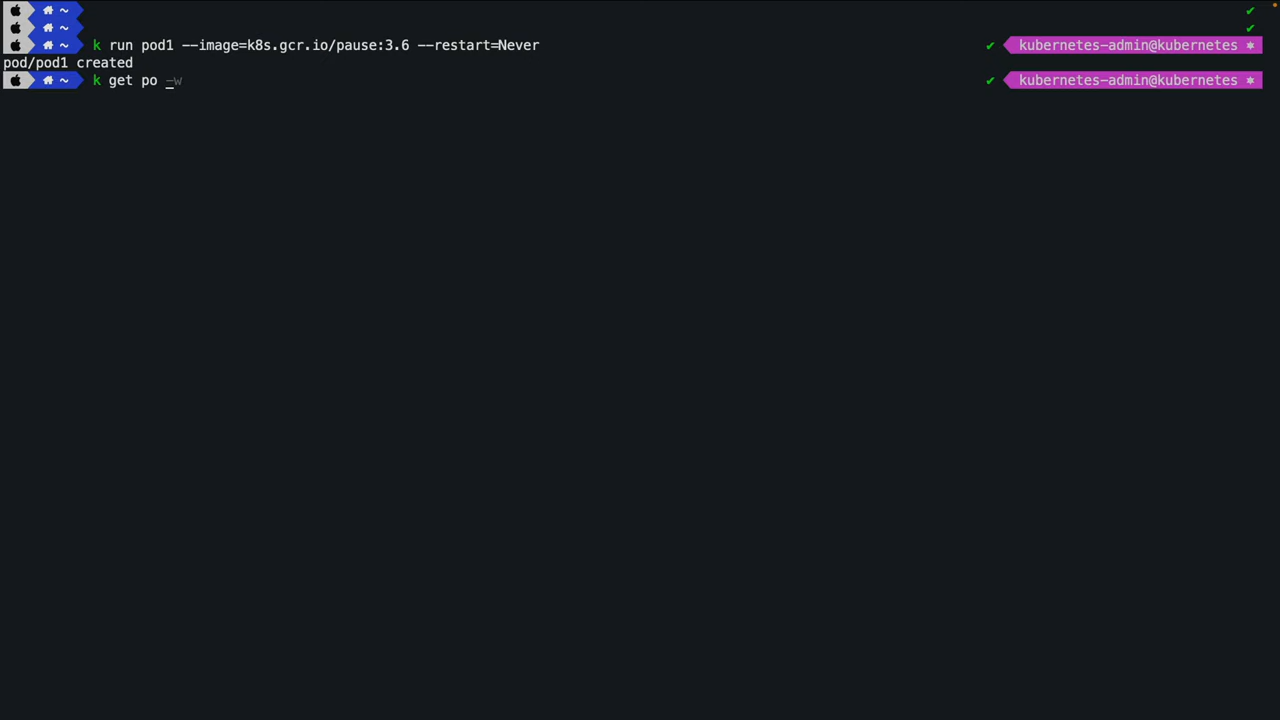 ~ ✔
~ ✔
~ k run pod1 --image=k8s.gcr.io/pause:3.6 --restart=Never ✔ kubernetes-admin@kubernetes
pod/pod1 created
~ k get po -w ✔ kubernetes-admin@kubernetes